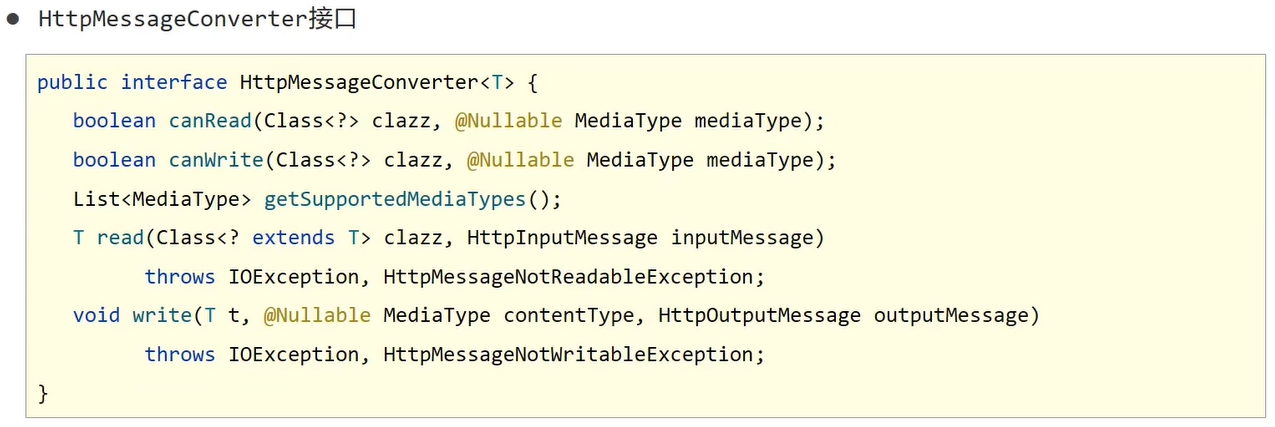 ● HttpMessageConverter接口
public interface HttpMessageConverter<T> {
boolean canRead(Class<?> clazz, @Nullable MediaType mediaType);
boolean canWrite(Class<?> clazz, @Nullable MediaType mediaType);
List<MediaType> getSupportedMediaTypes();
T read(Class<? extends T> clazz, HttpInputMessage inputMessage)
throws IOException, HttpMessageNotReadableException;
void write(T t, @Nullable MediaType contentType, HttpOutputMessage outputMessage)
throws IOException, HttpMessageNotWritableException;
}